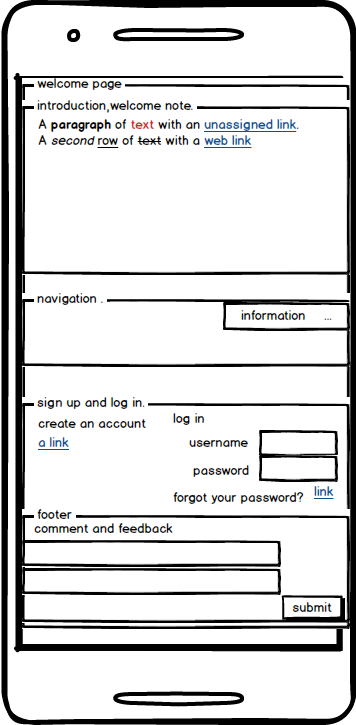 welcome page
introduction,welcome note.
A paragraph of text with an unassigned link.
A second row of text with a web link
navigation .
information ...
sign up and log in.
create an account
a link
log in
username
password
forgot your password? link
footer
comment and feedback
submit